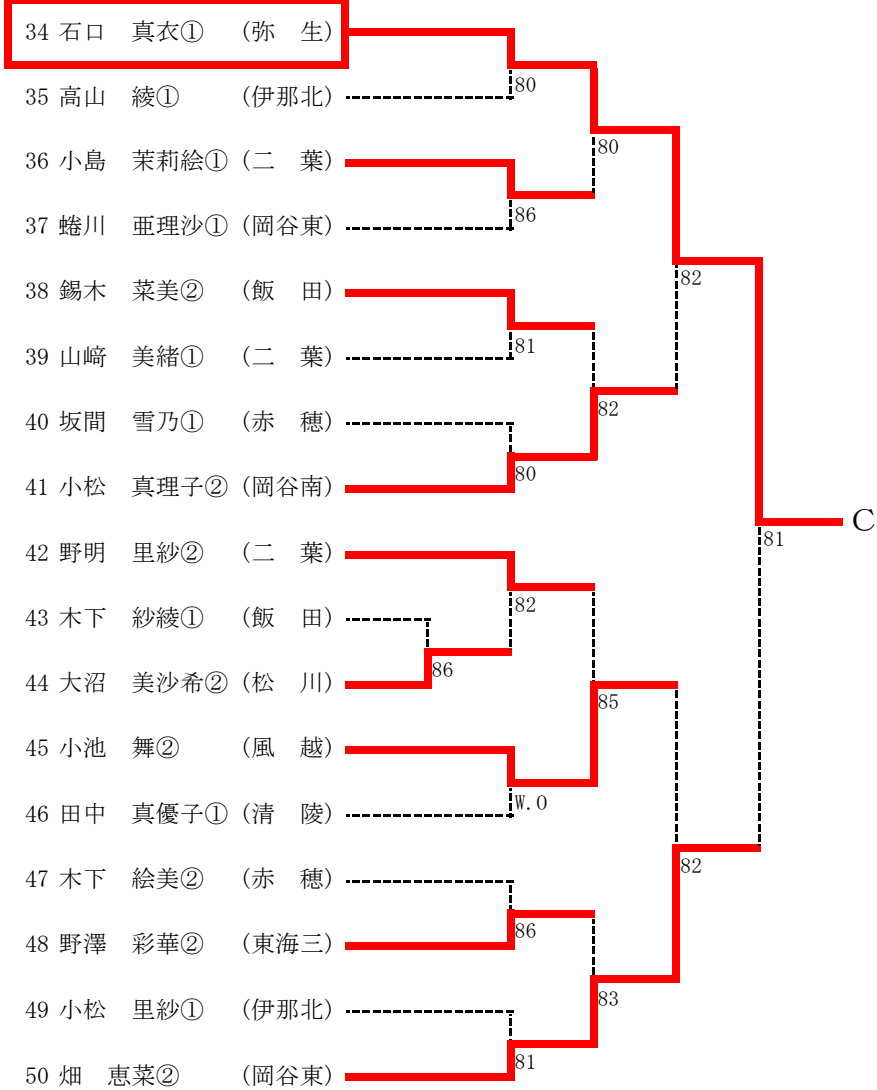 34 石口 真衣① (弥 生)
80
35 高山 綾① (伊那北)
80
36 小島 茉莉絵① (二 葉)
86
37 蜷川 亜理沙① (岡谷東)
82
38 錫木 菜美② (飯 田)
81
39 山﨑 美緒① (二 葉)
82
40 坂間 雪乃① (赤 穂)
80
41 小松 真理子② (岡谷南)
C
81
42 野明 里紗② (二 葉)
82
43 木下 紗綾① (飯 田)
86
44 大沼 美沙希② (松 川)
85
45 小池 舞② (風 越)
W.O
46 田中 真優子① (清 陵)
82
47 木下 絵美② (赤 穂)
86
48 野澤 彩華② (東海三)
83
49 小松 里紗① (伊那北)
81
50 畑 恵菜② (岡谷東)